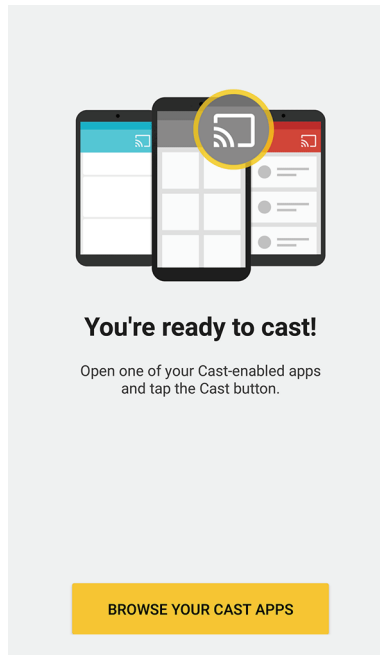 You're ready to cast!
Open one of your Cast-enabled apps
and tap the Cast button.
BROWSE YOUR CAST APPS